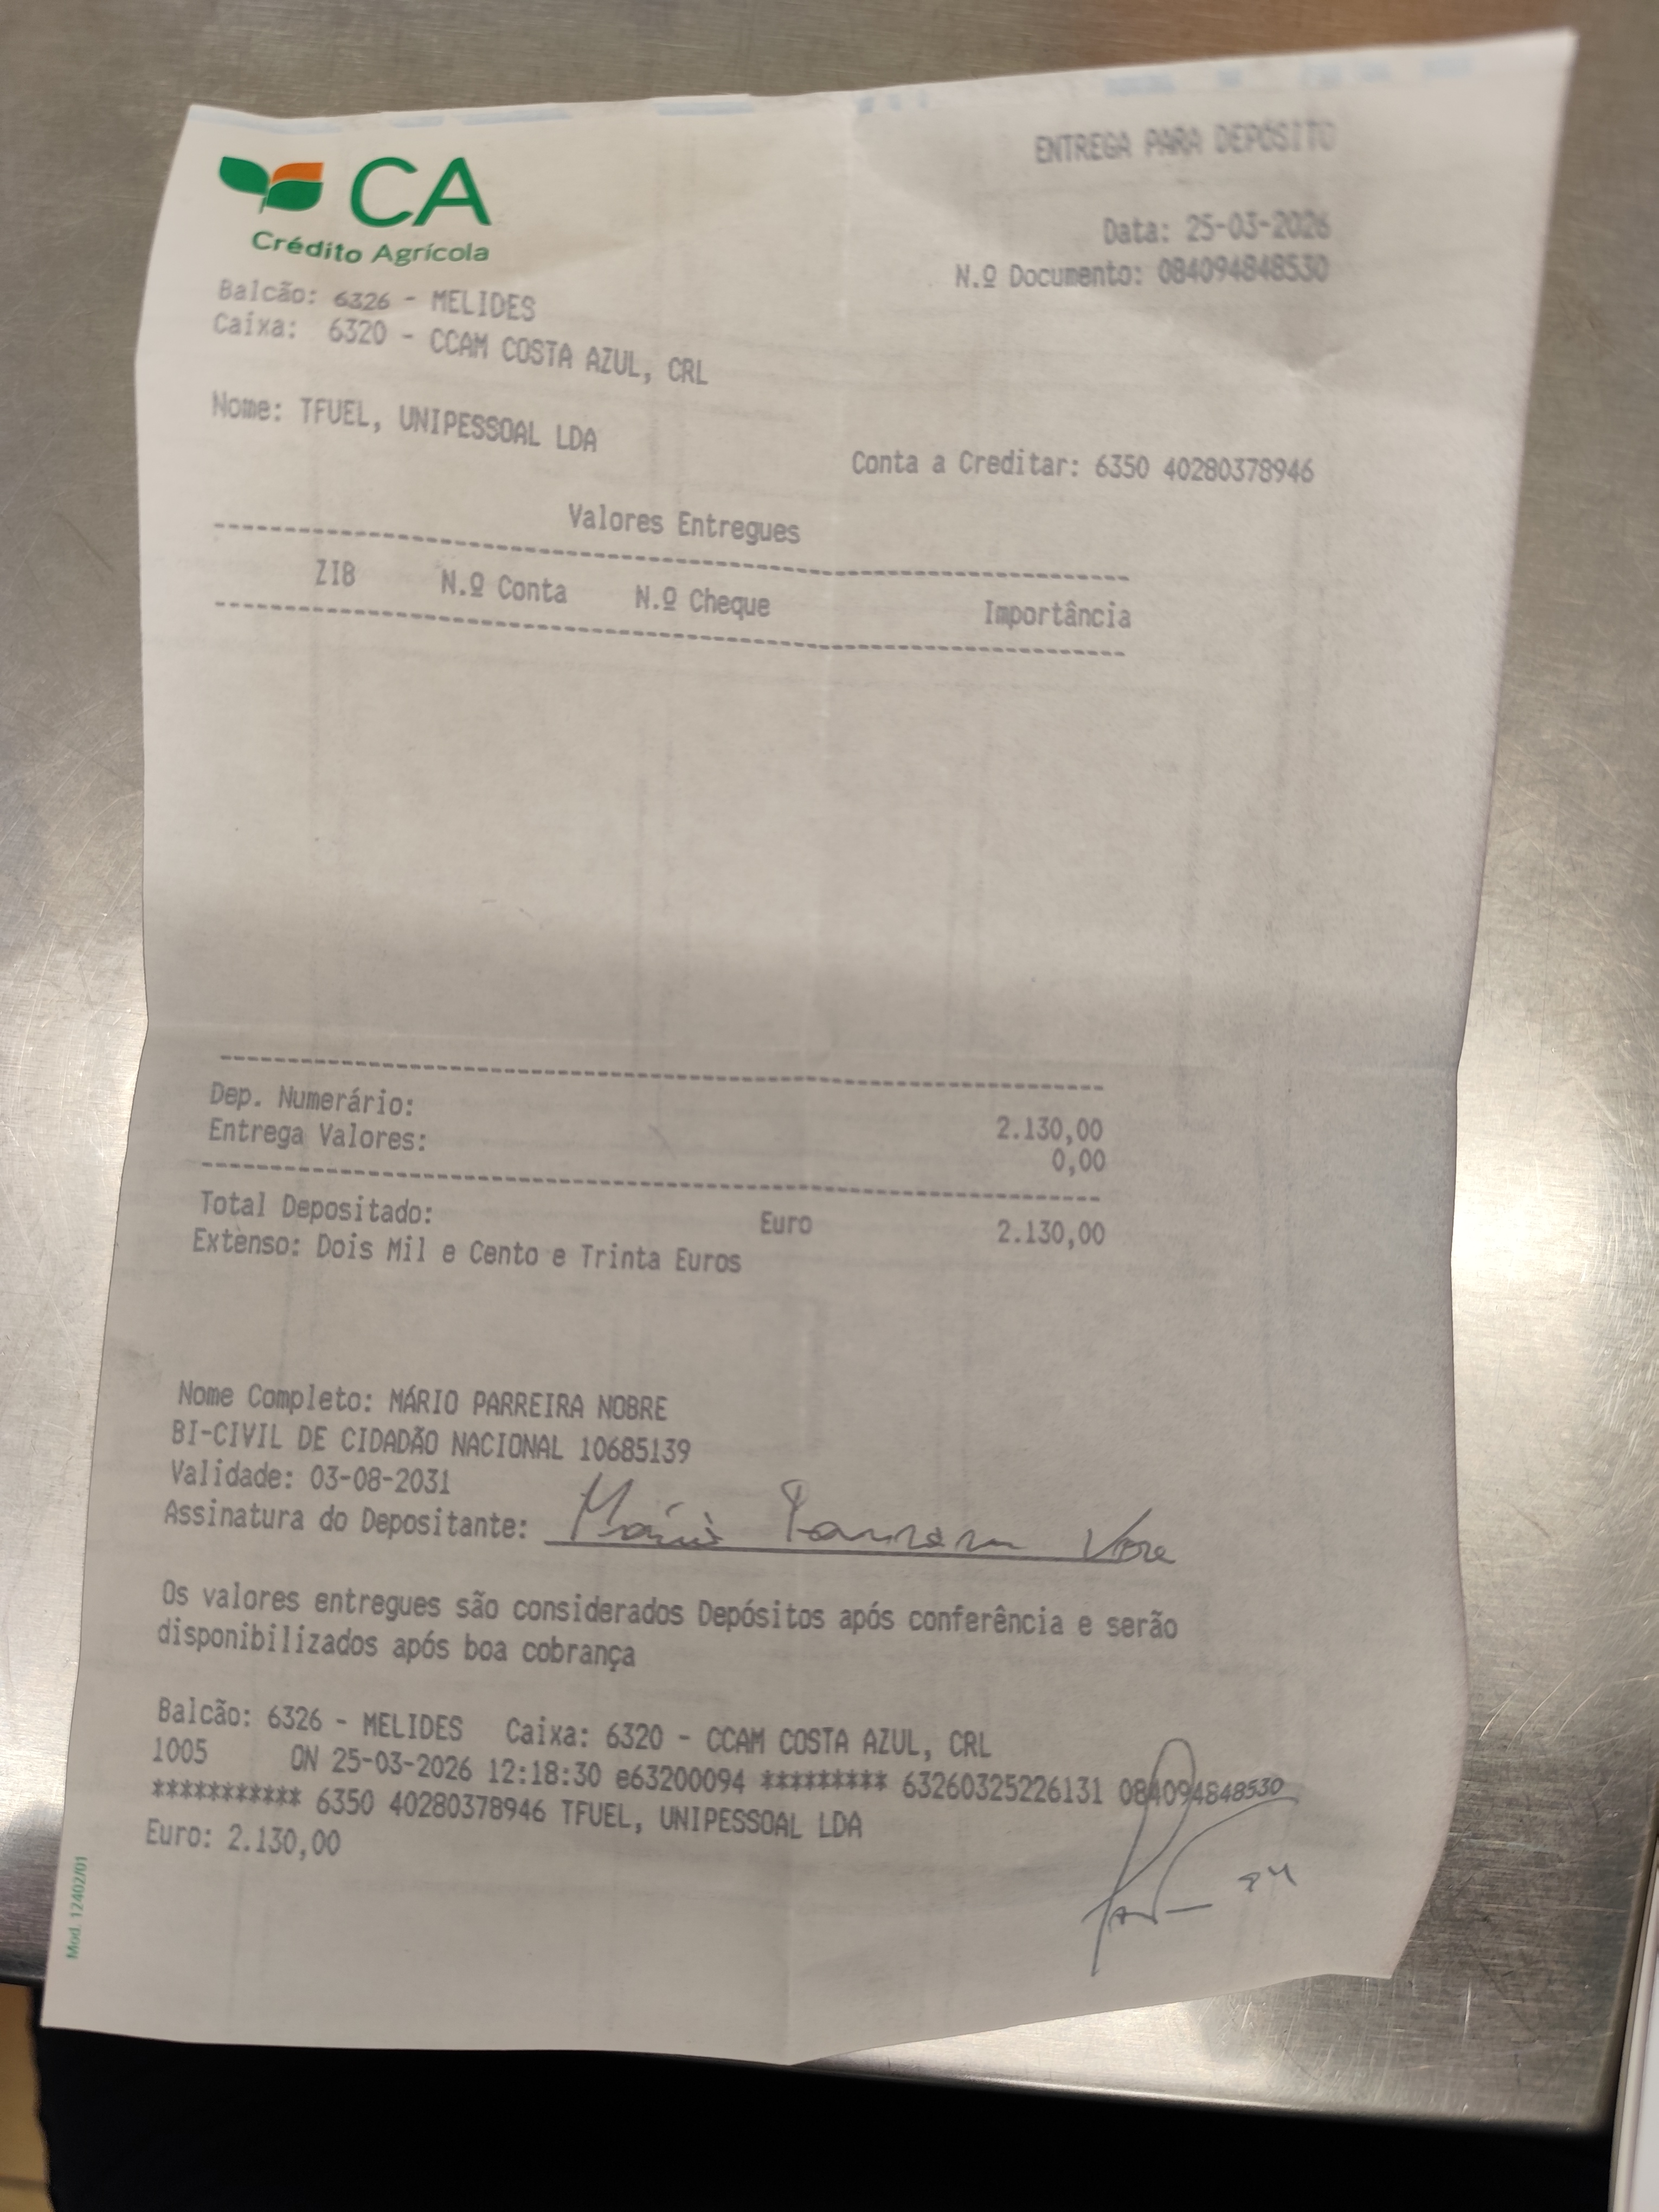 CA
Crédito Agrícola
ENTREGA PARA DEPÓSITO
Data: 25-03-2026
N.º Documento: 084094848530
Balcão: 6326 - MELIDES
Caixa: 6320 - CCAM COSTA AZUL, CRL
Nome: TFUEL, UNIPESSOAL LDA
Conta a Creditar: 6350 40280378946
Valores Entregues
ZIB N.º Conta N.º Cheque Importância
Dep. Numerário: 2.130,00
Entrega Valores: 0,00
Total Depositado: Euro 2.130,00
Extenso: Dois Mil e Cento e Trinta Euros
Nome Completo: MÁRIO PARREIRA NOBRE
BI-CIVIL DE CIDADÃO NACIONAL 10685139
Validade: 03-08-2031
Assinatura do Depositante: Mário Parreira Nobre
Os valores entregues são considerados Depósitos após conferência e serão
disponibilizados após boa cobrança
Balcão: 6326 - MELIDES Caixa: 6320 - CCAM COSTA AZUL, CRL
1005 ON 25-03-2026 12:18:30 e63200094 ********* 63260325226131 084094848530
*********** 6350 40280378946 TFUEL, UNIPESSOAL LDA
Euro: 2.130,00
Mod. 12402/01